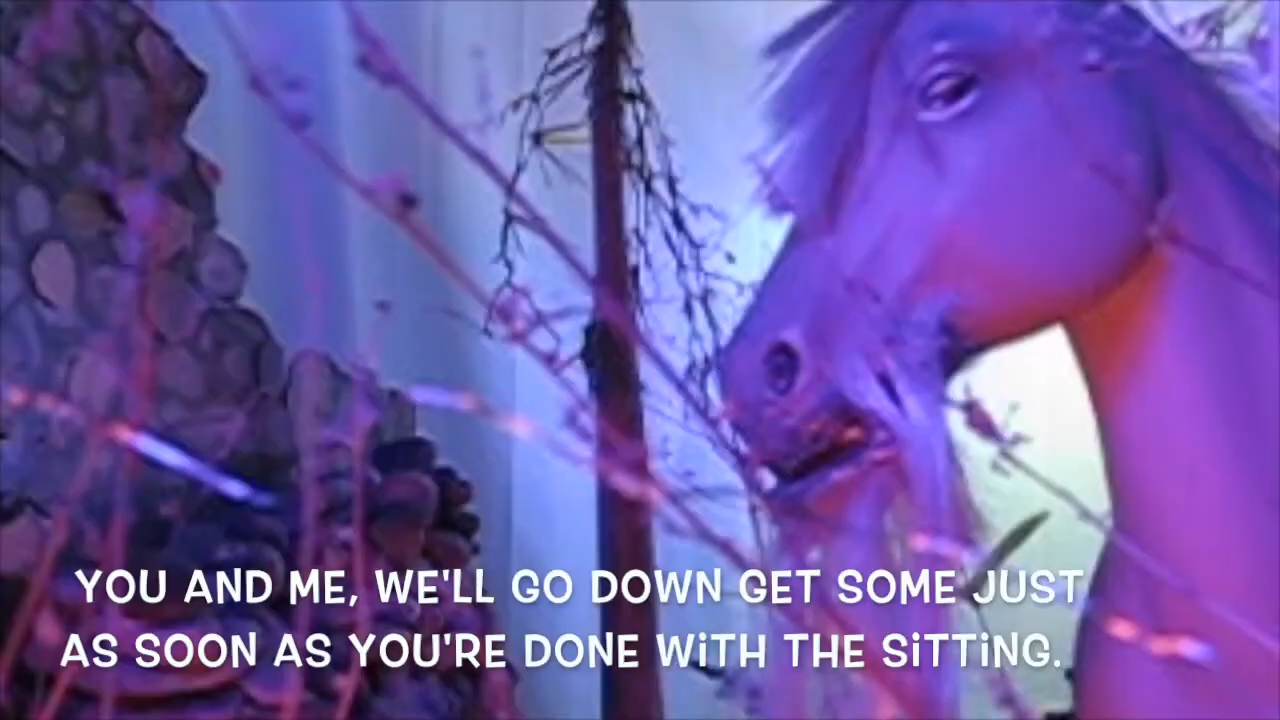 YOU AND ME, WE'LL GO DOWN GET SOME JUST
AS SOON AS YOU'RE DONE WiTH THE SiTTiNG.